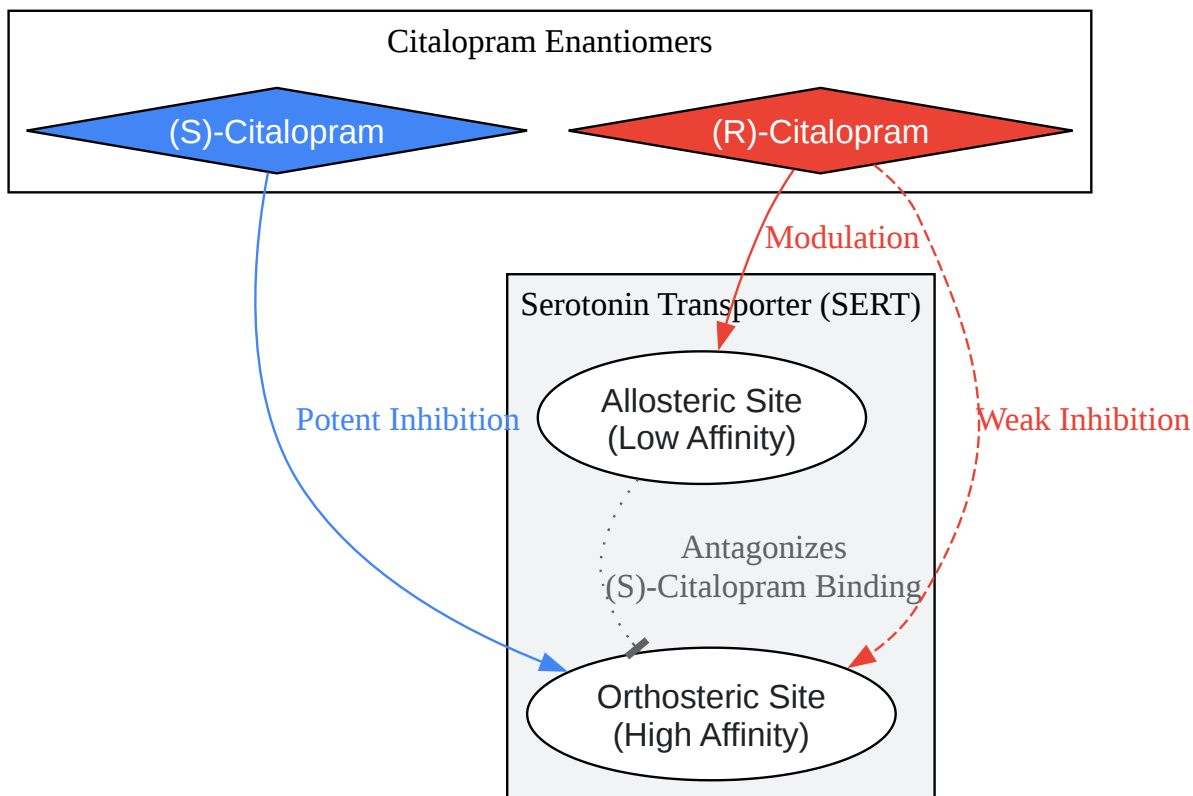 Citalopram Enantiomers
(S)-Citalopram
(R)-Citalopram
Modulation
Serotonin Transporter (SERT)
Allosteric Site
(Low Affinity)
Potent Inhibition
Weak Inhibition
Antagonizes
(S)-Citalopram Binding
Orthosteric Site
(High Affinity)